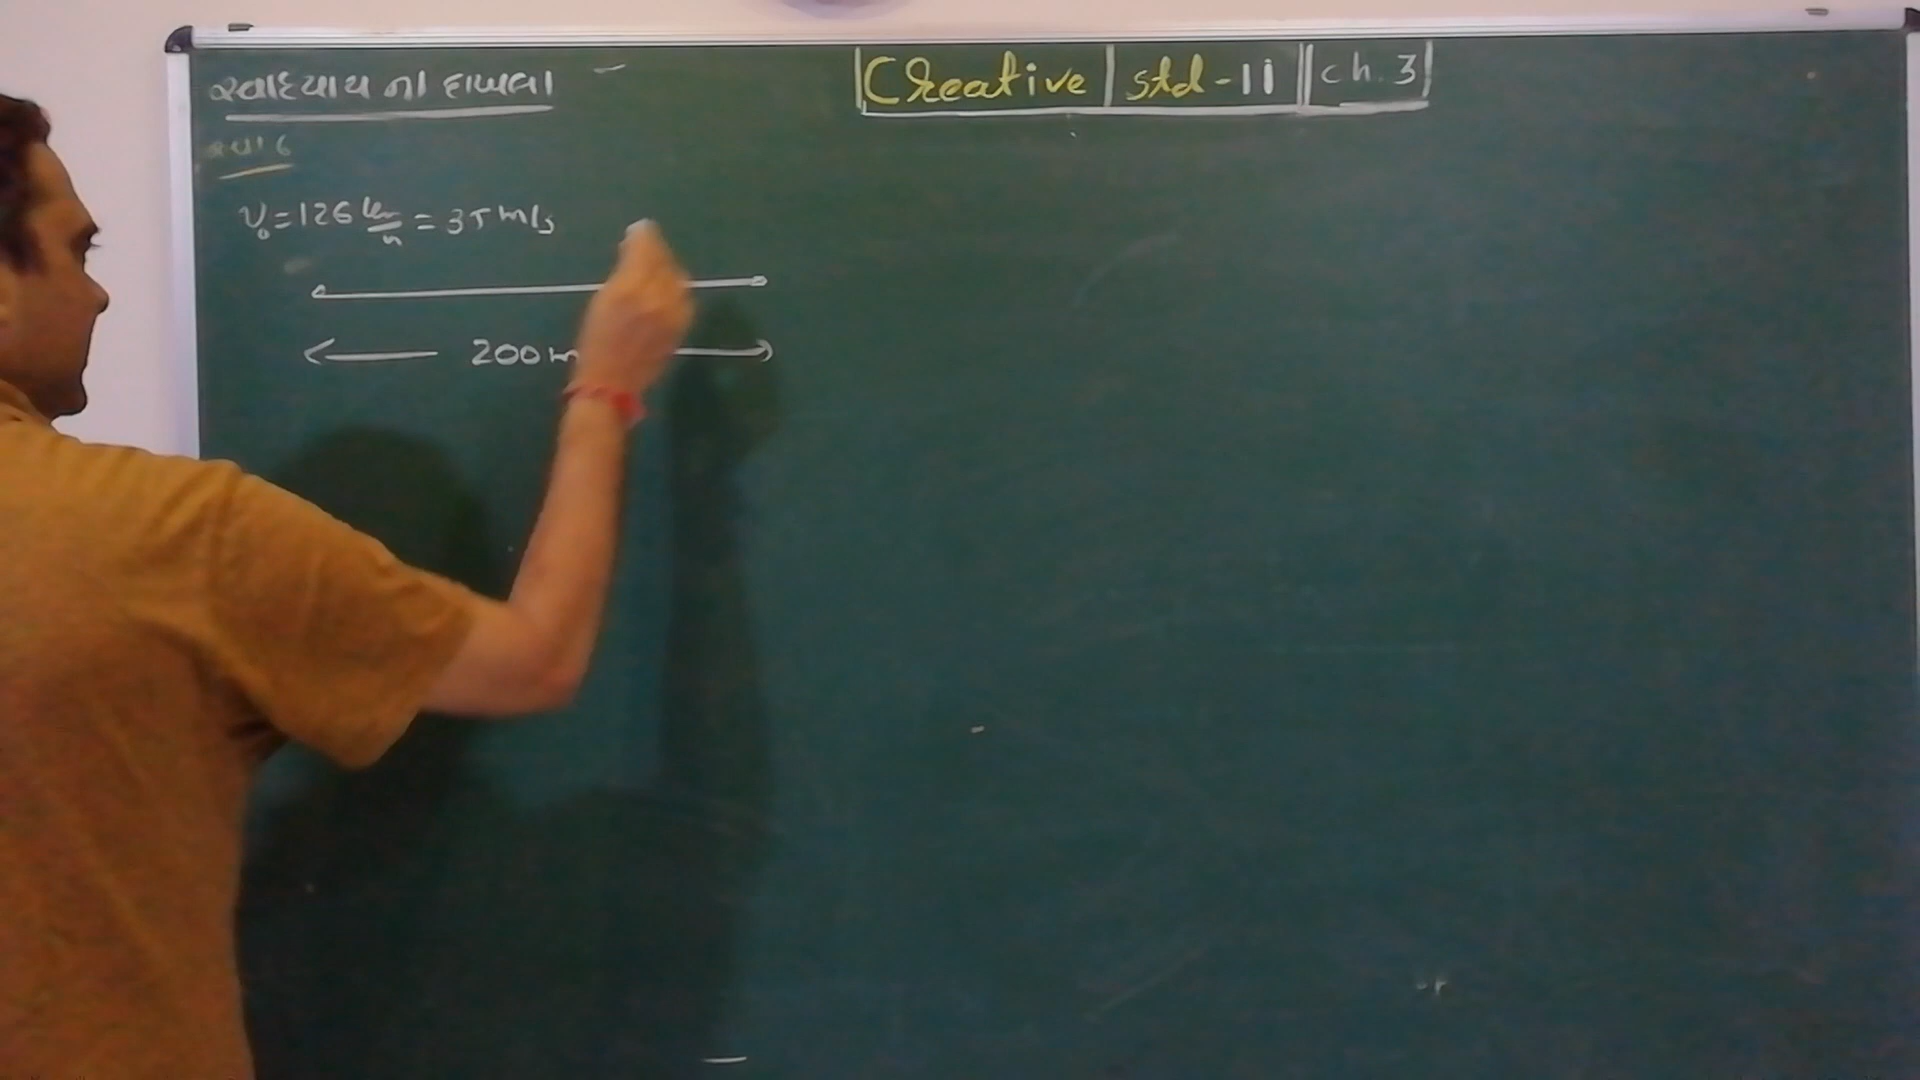 સ્વાધ્યાય ના દાખલા -
Creative | std - 11 || ch. 3
v₀ = 126 km/h = 35 m/s
200 m